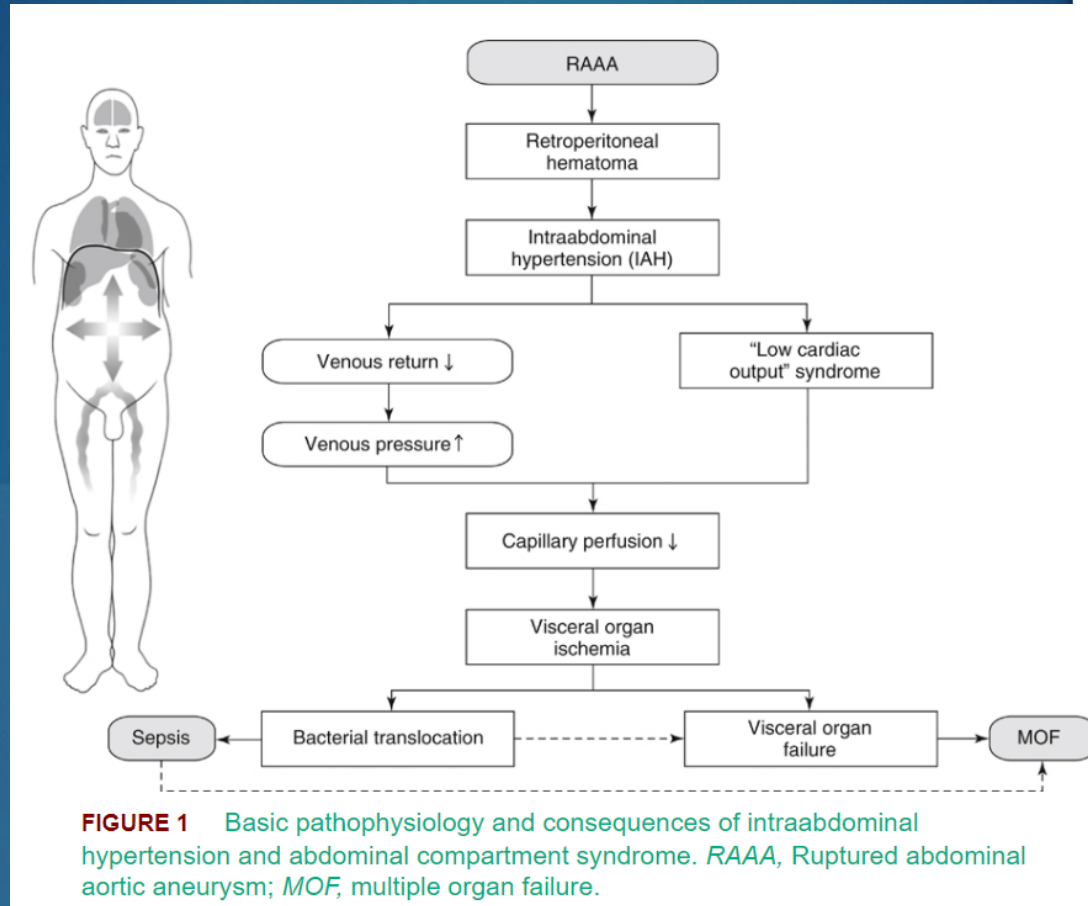 RAAA
Retroperitoneal
hematoma
Intraabdominal
hypertension (IAH)
Venous return ↓
"Low cardiac
output" syndrome
Venous pressure ↑
Capillary perfusion ↓
Visceral organ
ischemia
Sepsis
Bacterial translocation
Visceral organ
failure
MOF
FIGURE 1 Basic pathophysiology and consequences of intraabdominal
hypertension and abdominal compartment syndrome. RAAA, Ruptured abdominal
aortic aneurysm; MOF, multiple organ failure.